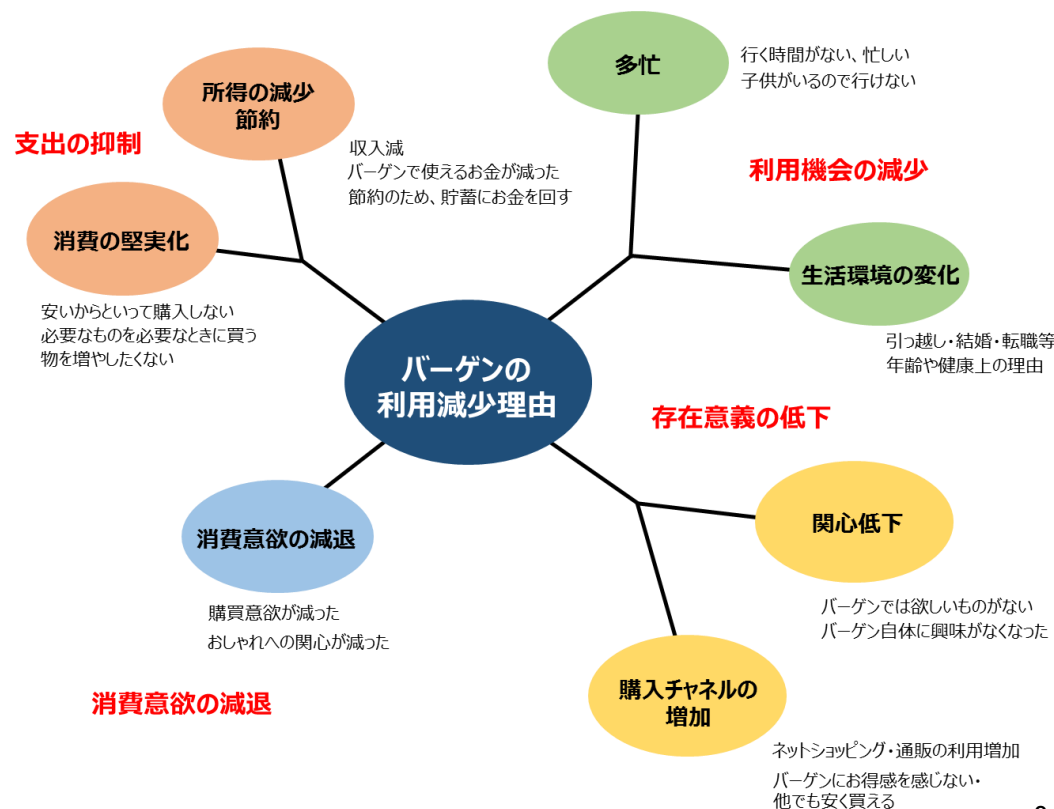 多忙
行く時間がない、忙しい
子供がいるので行けない
所得の減少
節約
支出の抑制
収入減
バーゲンで使えるお金が減った
節約のため、貯蓄にお金を回す
利用機会の減少
消費の堅実化
生活環境の変化
安いからといって購入しない
必要なものを必要なときに買う
物を増やしたくない
引っ越し・結婚・転職等
年齢や健康上の理由
バーゲンの
利用減少理由
存在意義の低下
関心低下
消費意欲の減退
バーゲンでは欲しいものがない
バーゲン自体に興味がなくなった
購買意欲が減った
おしゃれへの関心が減った
消費意欲の減退
購入チャネルの
増加
ネットショッピング・通販の利用増加
バーゲンにお得感を感じない・
他でも安く買える